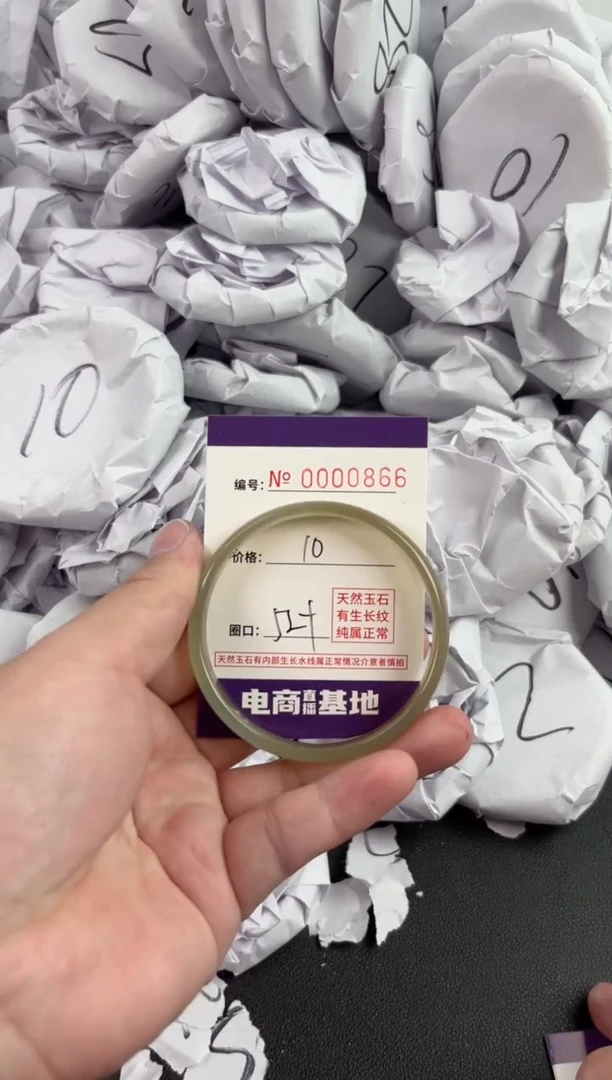 10
10
编号: № 0000866
价格: 10
圈口: 52+
天然玉石
有生长纹
纯属正常
天然玉石有内部生长水线属正常情况介意者慎拍
电商直播基地
2